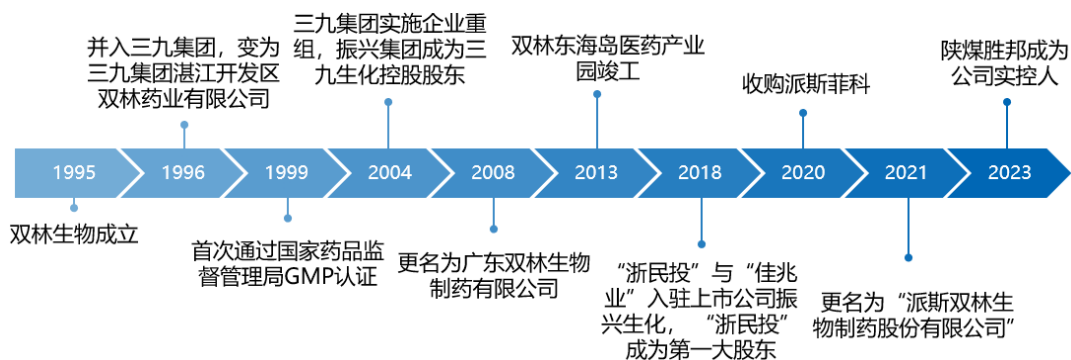 并入三九集团，变为
三九集团湛江开发区
双林药业有限公司
三九集团实施企业重
组，振兴集团成为三
九生化控股股东
双林东海岛医药产业
园竣工
收购派斯菲科
陕煤胜邦成为
公司实控人
1995
1996
1999
2004
2008
2013
2018
2020
2021
2023
双林生物成立
首次通过国家药品监
督管理局GMP认证
更名为广东双林生物
制药有限公司
“浙民投”与“佳兆
业”入驻上市公司振
兴生化，“浙民投”
成为第一大股东
更名为“派斯双林生
物制药股份有限公司”